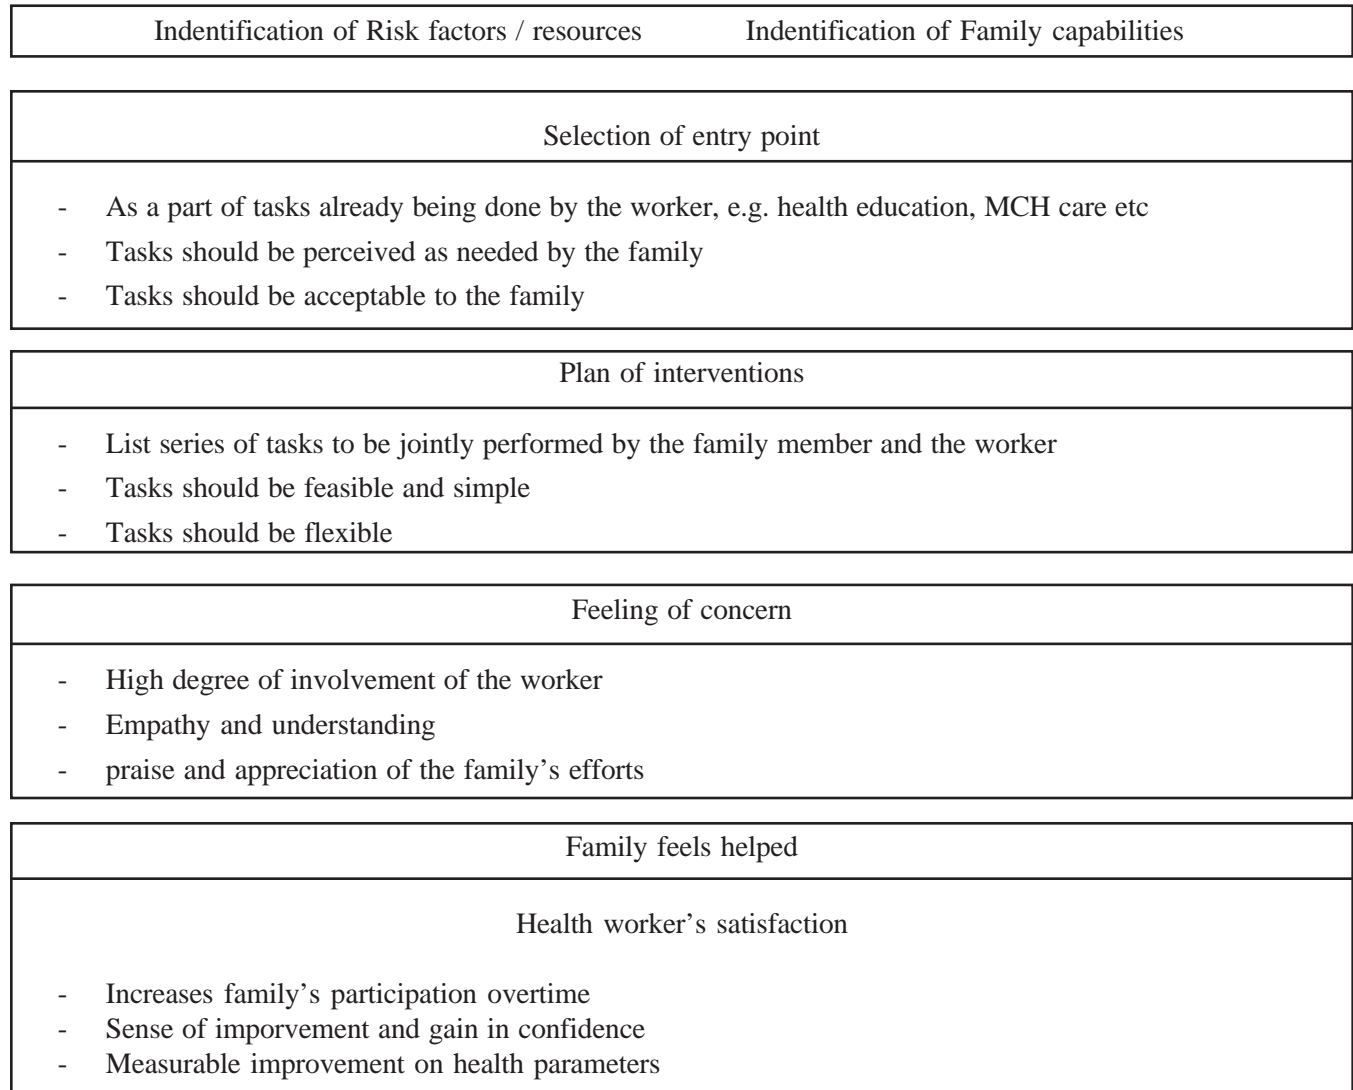 Indentification of Risk factors / resources Indentification of Family capabilities
Selection of entry point
- As a part of tasks already being done by the worker, e.g. health education, MCH care etc
- Tasks should be perceived as needed by the family
- Tasks should be acceptable to the family
Plan of interventions
- List series of tasks to be jointly performed by the family member and the worker
- Tasks should be feasible and simple
- Tasks should be flexible
Feeling of concern
- High degree of involvement of the worker
- Empathy and understanding
- praise and appreciation of the family’s efforts
Family feels helped
Health worker’s satisfaction
- Increases family’s participation overtime
- Sense of imporvement and gain in confidence
- Measurable improvement on health parameters